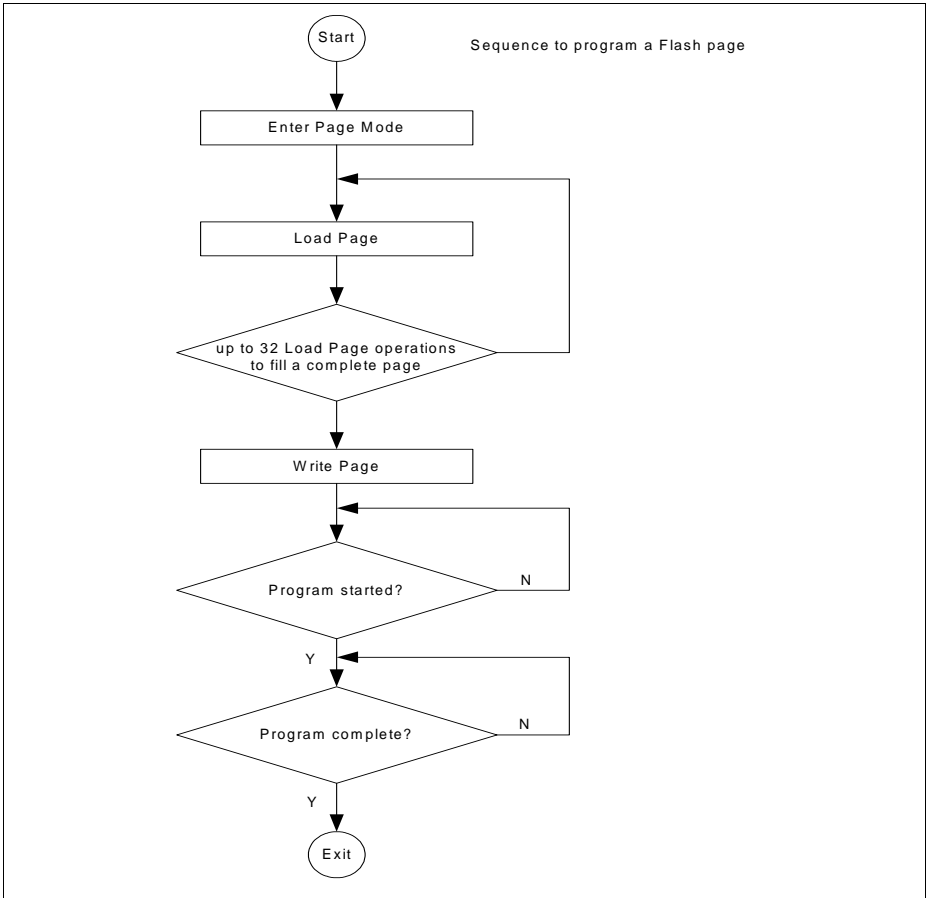 Start
Sequence to program a Flash page
Enter Page Mode
Load Page
up to 32 Load Page operations
to fill a complete page
Write Page
Program started?
N
Y
Program complete?
N
Y
Exit